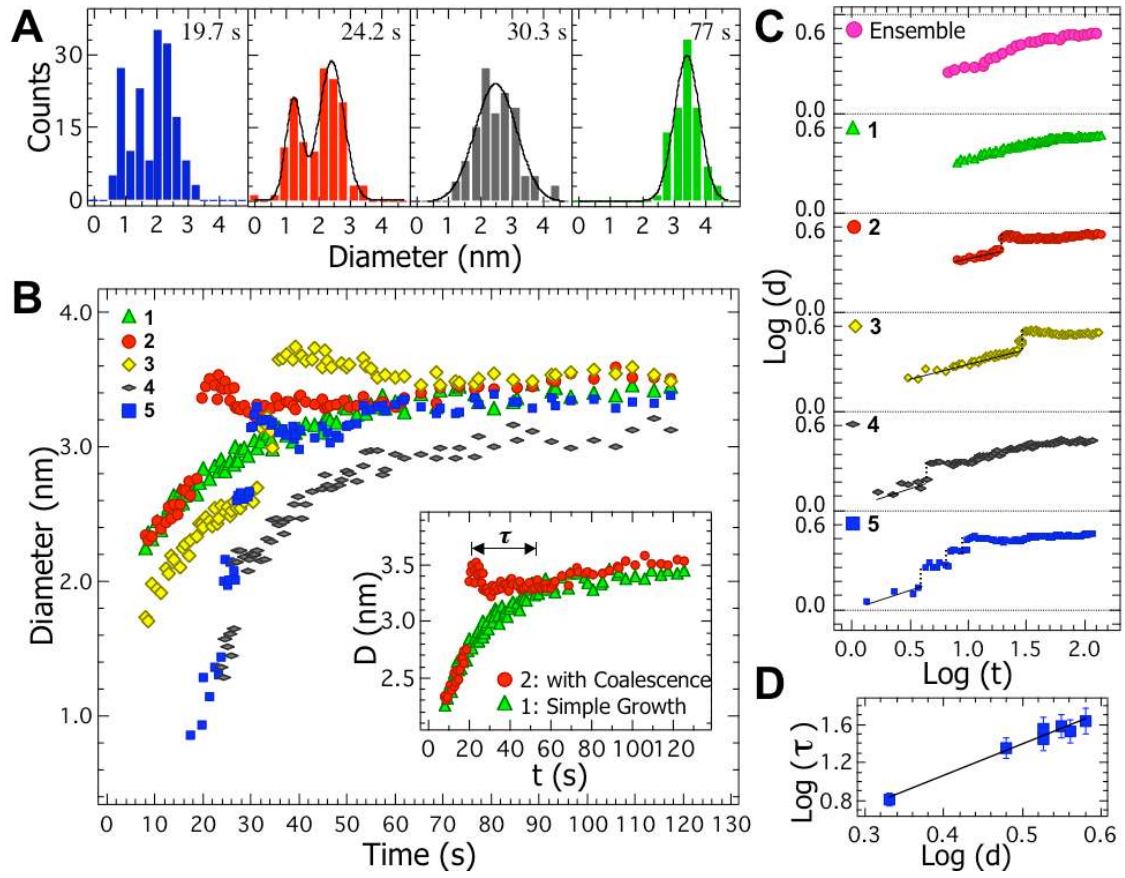 A
19.7 s
24.2 s
30.3 s
77 s
Counts
30
15
0
0 1 2 3 4
0 1 2 3 4
0 1 2 3 4
0 1 2 3 4
Diameter (nm)
B
1
2
3
4
5
Diameter (nm)
4.0
3.0
2.0
1.0
0 10 20 30 40 50 60 70 80 90 100 110 120 130
Time (s)
τ
D (nm)
3.5
3.0
2.5
2: with Coalescence
1: Simple Growth
0 20 40 60 80 100 120
t (s)
C
Log (d)
0.6
Ensemble
0.0
0.6
1
0.0
0.6
2
0.0
0.6
3
0.0
0.6
4
0.0
0.6
5
0.0
0.0 0.5 1.0 1.5 2.0
Log (t)
D
Log (τ)
1.6
1.2
0.8
0.3 0.4 0.5 0.6
Log (d)